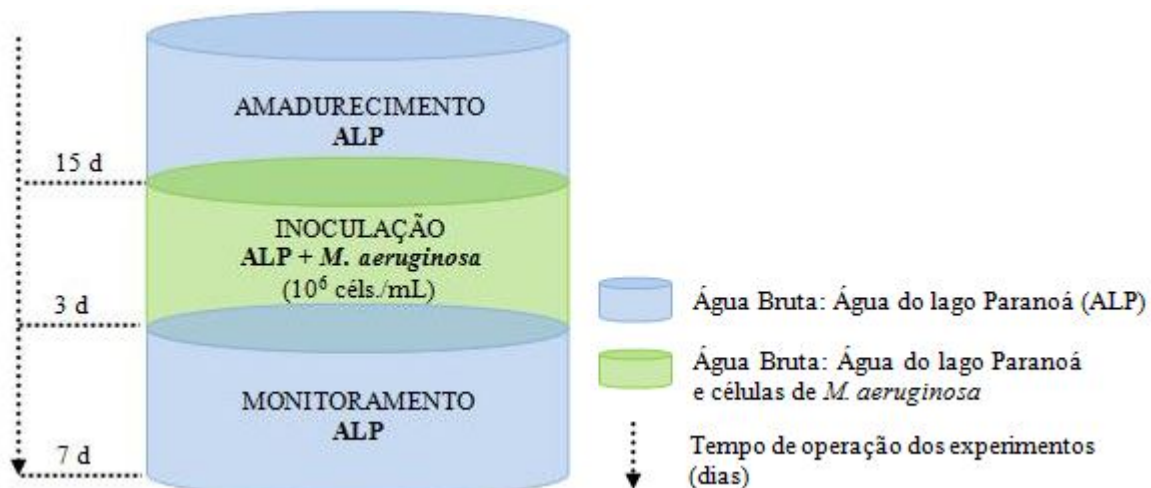 AMADURECIMENTO
ALP
15 d
INOCULAÇÃO
ALP + M. aeruginosa
(10⁶ céls./mL)
3 d
MONITORAMENTO
ALP
7 d
Água Bruta: Água do lago Paranoá (ALP)
Água Bruta: Água do lago Paranoá
e células de M. aeruginosa
Tempo de operação dos experimentos
(dias)